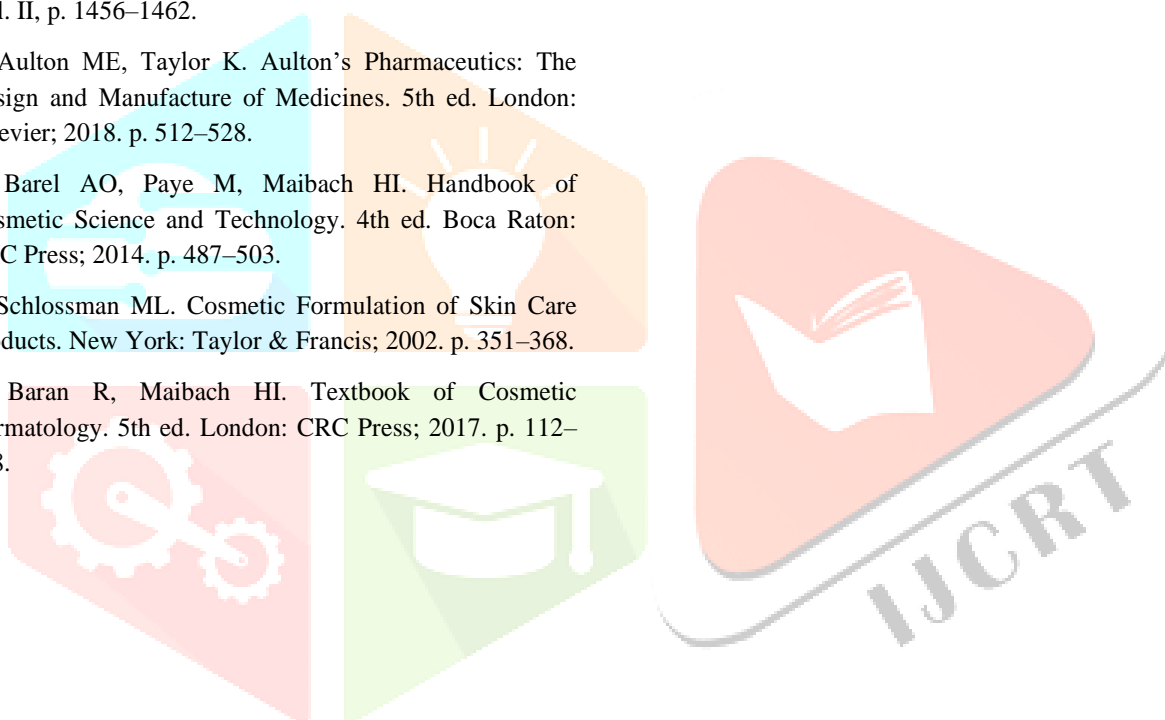 l. II, p. 1456–1462.
Aulton ME, Taylor K. Aulton’s Pharmaceutics: The
sign and Manufacture of Medicines. 5th ed. London:
evier; 2018. p. 512–528.
Barel AO, Paye M, Maibach HI. Handbook of
smetic Science and Technology. 4th ed. Boca Raton:
C Press; 2014. p. 487–503.
Schlossman ML. Cosmetic Formulation of Skin Care
ducts. New York: Taylor & Francis; 2002. p. 351–368.
Baran R, Maibach HI. Textbook of Cosmetic
rmatology. 5th ed. London: CRC Press; 2017. p. 112–
8.
IJCRT